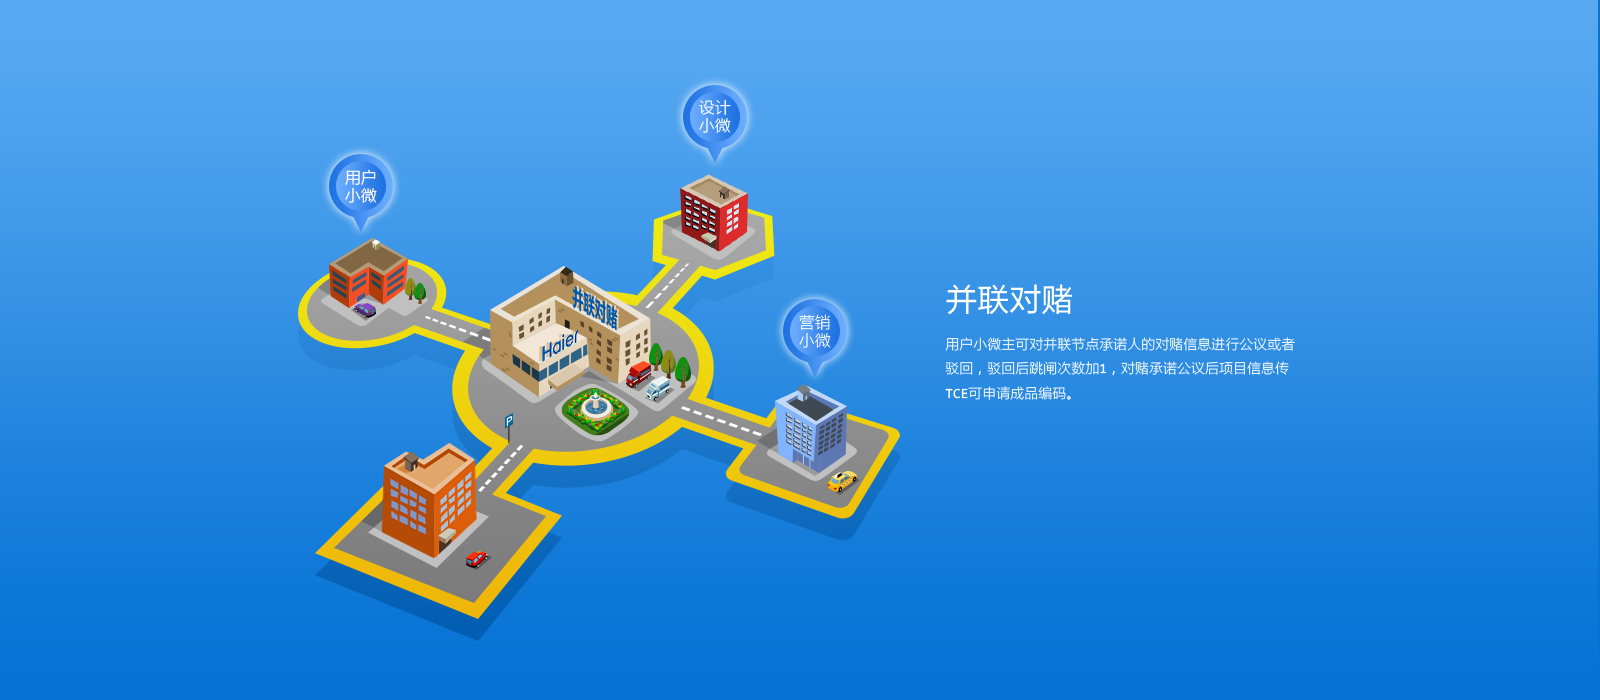 设计
小微
用户
小微
并联对赌
Haier
营销
小微
P
并联对赌
用户小微主可对并联节点承诺人的对赌信息进行公议或者
驳回，驳回后跳闸次数加1，对赌承诺公议后项目信息传
TCE可申请成品编码。